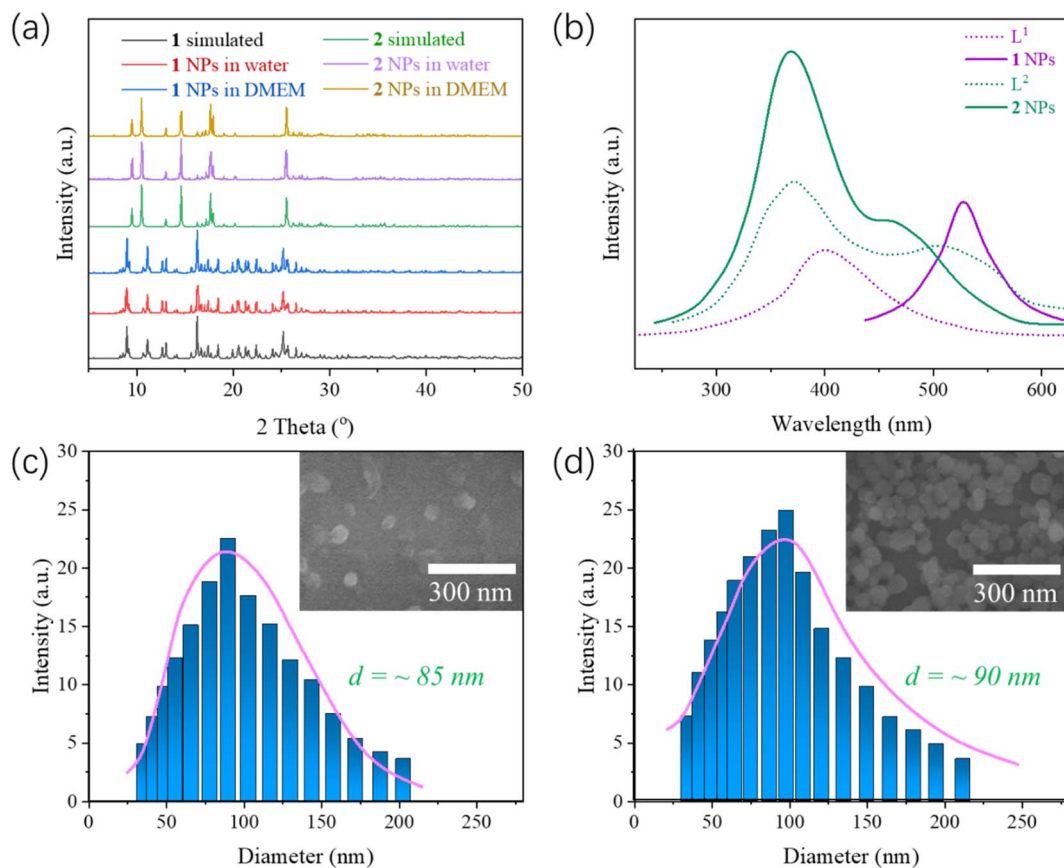 (a)
1 simulated
1 NPs in water
1 NPs in DMEM
2 simulated
2 NPs in water
2 NPs in DMEM
Intensity (a.u.)
10
20
30
40
50
2 Theta (°)
(b)
L¹
1 NPs
L²
2 NPs
Intensity (a.u.)
300
400
500
600
Wavelength (nm)
(c)
30
25
20
15
10
5
0
Intensity (a.u.)
300 nm
d = ~ 85 nm
0
50
100
150
200
250
Diameter (nm)
(d)
30
25
20
15
10
5
0
Intensity (a.u.)
300 nm
d = ~ 90 nm
0
50
100
150
200
250
Diameter (nm)